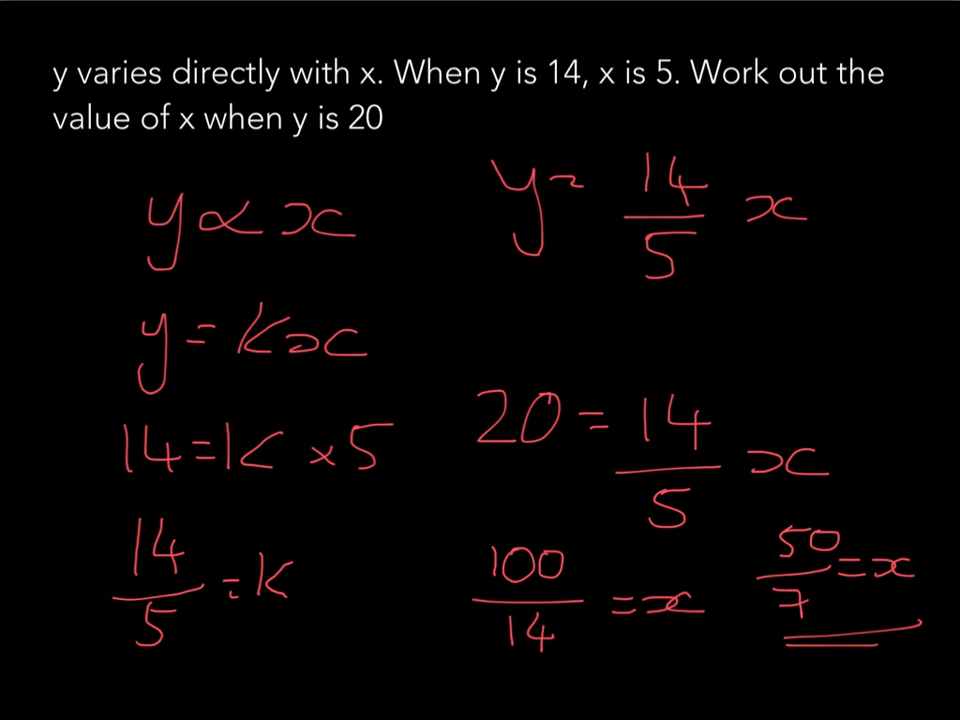 y varies directly with x. When y is 14, x is 5. Work out the
value of x when y is 20
y ∝ x
y = kx
14 = k × 5
14/5 = k
y = 14/5 x
20 = 14/5 x
100/14 = x
50/7 = x